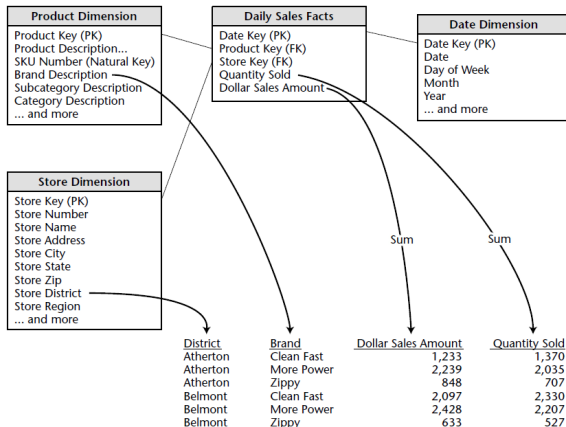 Product Dimension
Product Key (PK)
Product Description...
SKU Number (Natural Key)
Brand Description
Subcategory Description
Category Description
... and more
Daily Sales Facts
Date Key (PK)
Product Key (FK)
Store Key (FK)
Quantity Sold
Dollar Sales Amount
Date Dimension
Date Key (PK)
Date
Day of Week
Month
Year
... and more
Store Dimension
Store Key (PK)
Store Number
Store Name
Store Address
Store City
Store State
Store Zip
Store District
Store Region
... and more
Sum Sum
District Brand Dollar Sales Amount Quantity Sold
Atherton Clean Fast 1,233 1,370
Atherton More Power 2,239 2,035
Atherton Zippy 848 707
Belmont Clean Fast 2,097 2,330
Belmont More Power 2,428 2,207
Belmont Zippy 633 527